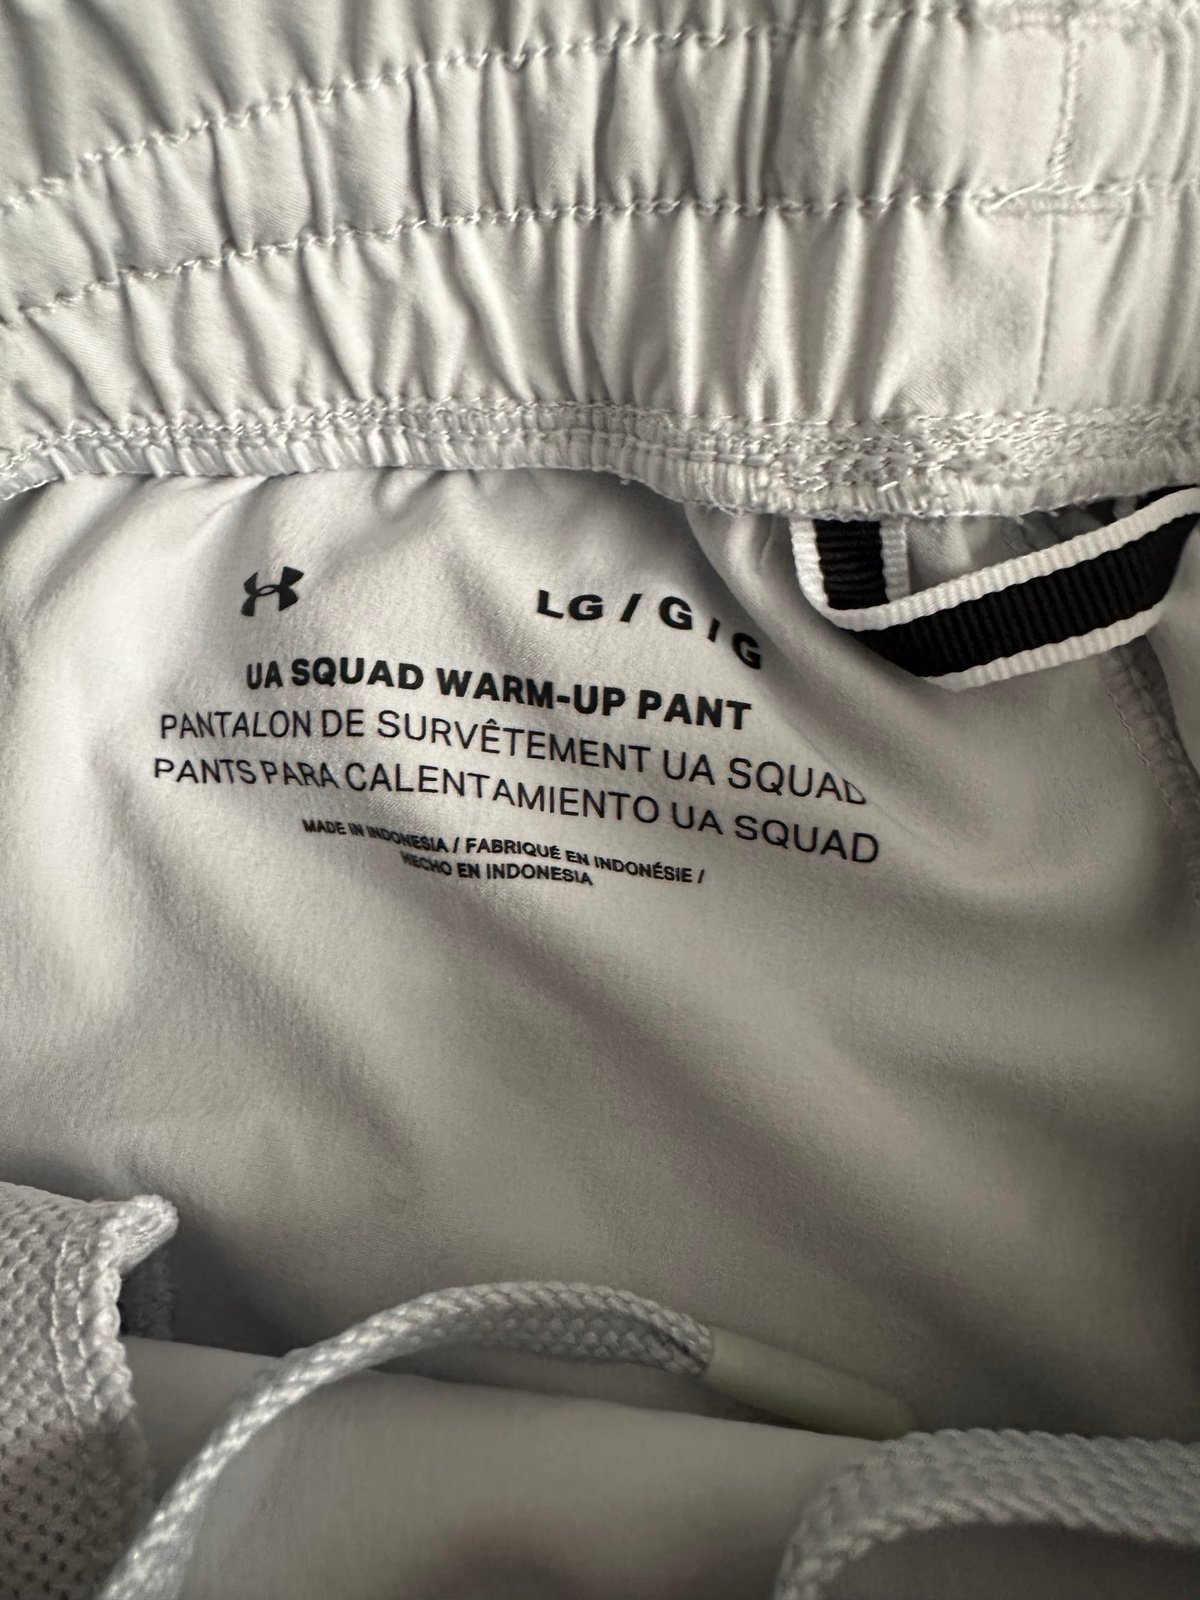 LG / G / G
UA SQUAD WARM-UP PANT
PANTALON DE SURVÊTEMENT UA SQUAD
PANTS PARA CALENTAMIENTO UA SQUAD
MADE IN INDONESIA / FABRIQUÉ EN INDONÉSIE /
HECHO EN INDONESIA